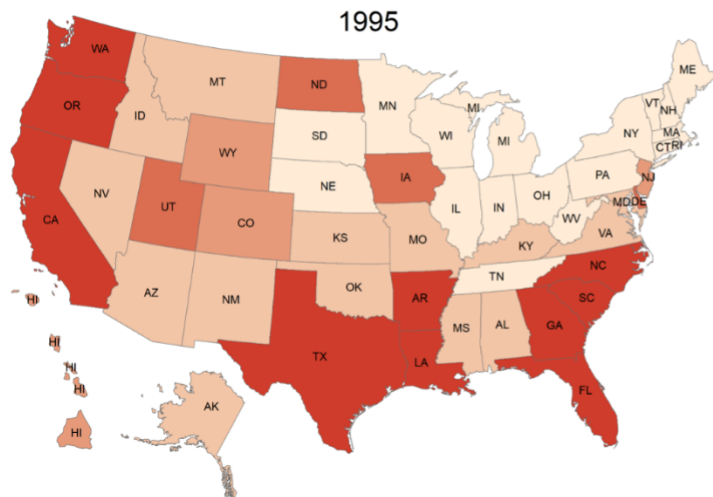 1995
WA
MT
ND
MN
ME
OR
ID
SD
WI
MI
MI
VT
NH
NY
MA
CT
RI
WY
NE
IA
PA
NJ
NV
UT
CO
IL
IN
OH
MD
DE
CA
KS
MO
WV
VA
KY
AZ
NM
OK
AR
TN
NC
SC
MS
AL
GA
HI
TX
LA
FL
HI
HI
HI
AK
HI